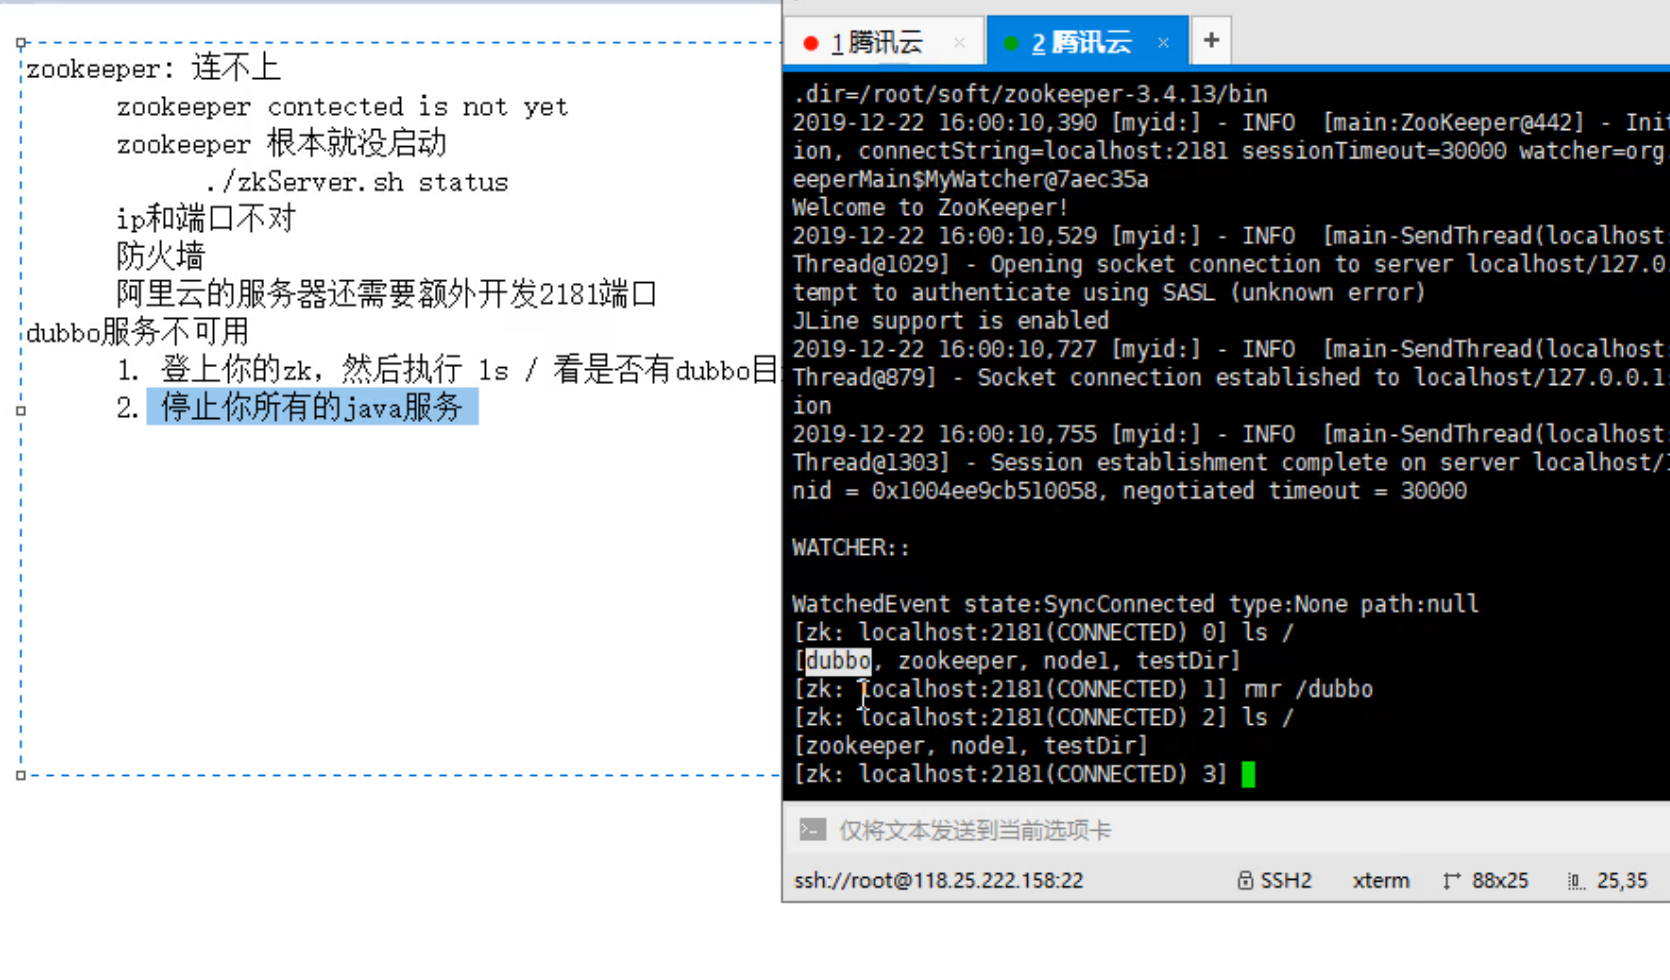 zookeeper: 连不上
zookeeper contected is not yet
zookeeper 根本就没启动
./zkServer.sh status
ip和端口不对
防火墙
阿里云的服务器还需要额外开发2181端口
dubbo服务不可用
1. 登上你的zk, 然后执行 ls / 看是否有dubbo目
2. 停止你所有的java服务
1 腾讯云 ×
2 腾讯云 ×
+
.dir=/root/soft/zookeeper-3.4.13/bin
2019-12-22 16:00:10,390 [myid:] - INFO [main:ZooKeeper@442] - Init
ion, connectString=localhost:2181 sessionTimeout=30000 watcher=org
eeperMain$MyWatcher@7aec35a
Welcome to ZooKeeper!
2019-12-22 16:00:10,529 [myid:] - INFO [main-SendThread(localhost:
Thread@1029] - Opening socket connection to server localhost/127.0.
tempt to authenticate using SASL (unknown error)
JLine support is enabled
2019-12-22 16:00:10,727 [myid:] - INFO [main-SendThread(localhost:
Thread@879] - Socket connection established to localhost/127.0.0.1:
ion
2019-12-22 16:00:10,755 [myid:] - INFO [main-SendThread(localhost:
Thread@1303] - Session establishment complete on server localhost/1
nid = 0x1004ee9cb510058, negotiated timeout = 30000
WATCHER::
WatchedEvent state:SyncConnected type:None path:null
[zk: localhost:2181(CONNECTED) 0] ls /
[dubbo, zookeeper, node1, testDir]
[zk: localhost:2181(CONNECTED) 1] rmr /dubbo
[zk: localhost:2181(CONNECTED) 2] ls /
[zookeeper, node1, testDir]
[zk: localhost:2181(CONNECTED) 3]
仅将文本发送到当前选项卡
ssh://root@118.25.222.158:22 SSH2 xterm 88x25 25,35